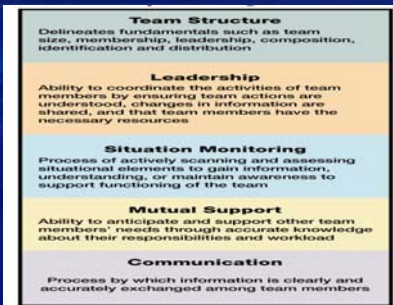 Team Structure
Delineates fundamentals such as team
size, membership, leadership, composition,
identification and distribution
Leadership
Ability to coordinate the activities of team
members by ensuring team actions are
understood, changes in information are
shared, and that team members have the
necessary resources
Situation Monitoring
Process of actively scanning and assessing
situational elements to gain information,
understanding, or maintain awareness to
support functioning of the team
Mutual Support
Ability to anticipate and support other team
members' needs through accurate knowledge
about their responsibilities and workload
Communication
Process by which information is clearly and
accurately exchanged among team members